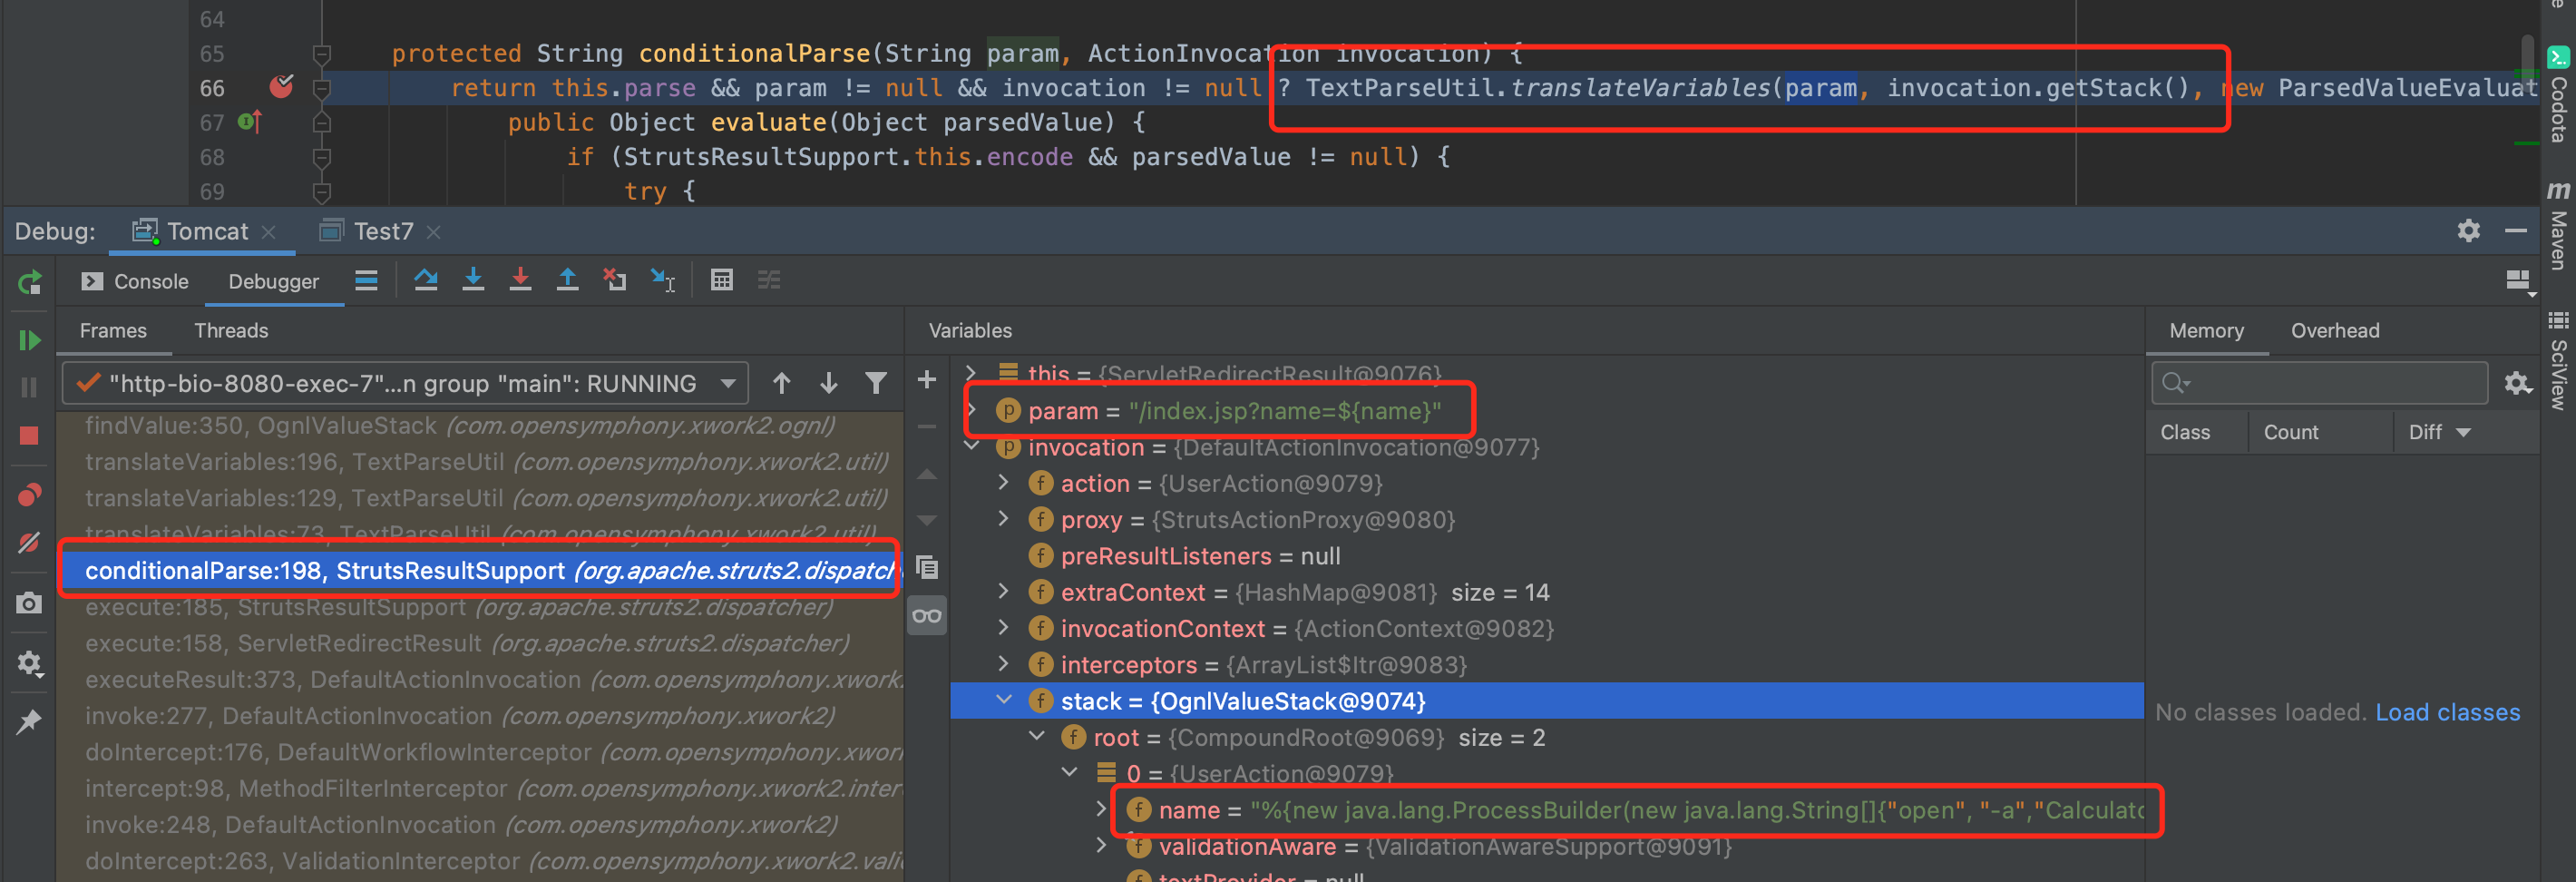 64
65 protected String conditionalParse(String param, ActionInvocation invocation) {
66 return this.parse && param != null && invocation != null ? TextParseUtil.translateVariables(param, invocation.getStack(), new ParsedValueEvaluat
67 public Object evaluate(Object parsedValue) {
68 if (StrutsResultSupport.this.encode && parsedValue != null) {
69 try {
Codota
Maven
SciView
Debug: Tomcat Test7
Console Debugger
Frames Threads Variables Memory Overhead
"http-bio-8080-exec-7"...n group "main": RUNNING
Class Count Diff
No classes loaded. Load classes
findValue:350, OgnlValueStack (com.opensymphony.xwork2.ognl)
translateVariables:196, TextParseUtil (com.opensymphony.xwork2.util)
translateVariables:129, TextParseUtil (com.opensymphony.xwork2.util)
translateVariables:73, TextParseUtil (com.opensymphony.xwork2.util)
conditionalParse:198, StrutsResultSupport (org.apache.struts2.dispatche
execute:185, StrutsResultSupport (org.apache.struts2.dispatcher)
execute:158, ServletRedirectResult (org.apache.struts2.dispatcher)
executeResult:373, DefaultActionInvocation (com.opensymphony.xwork2
invoke:277, DefaultActionInvocation (com.opensymphony.xwork2)
doIntercept:176, DefaultWorkflowInterceptor (com.opensymphony.xwor
intercept:98, MethodFilterInterceptor (com.opensymphony.xwork2.inter
invoke:248, DefaultActionInvocation (com.opensymphony.xwork2)
doIntercept:263, ValidationInterceptor (com.opensymphony.xwork2.vali
this = {ServletRedirectResult@9076}
param = "/index.jsp?name=${name}"
invocation = {DefaultActionInvocation@9077}
action = {UserAction@9079}
proxy = {StrutsActionProxy@9080}
preResultListeners = null
extraContext = {HashMap@9081} size = 14
invocationContext = {ActionContext@9082}
interceptors = {ArrayList$Itr@9083}
stack = {OgnlValueStack@9074}
root = {CompoundRoot@9069} size = 2
0 = {UserAction@9079}
name = "%{new java.lang.ProcessBuilder(new java.lang.String[]{"open", "-a","Calculato
validationAware = {ValidationAwareSupport@9091}
textProvider = null